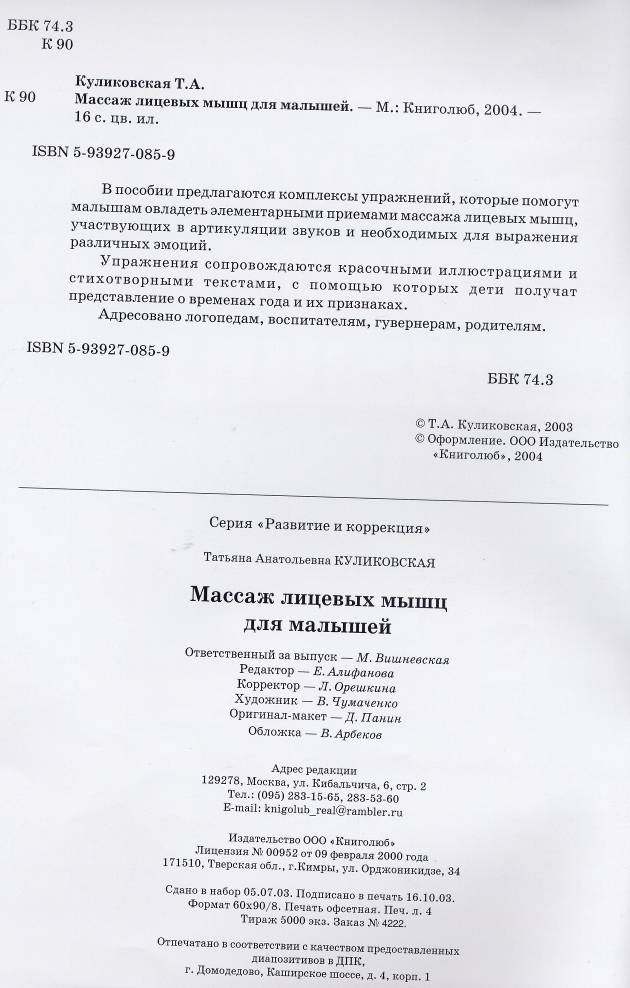 ББК 74.3
К 90
Куликовская Т.А.
К 90 Массаж лицевых мышц для малышей. — М.: Книголюб, 2004. —
16 с. цв. ил.
ISBN 5-93927-085-9
В пособии предлагаются комплексы упражнений, которые помогут
малышам овладеть элементарными приемами массажа лицевых мышц,
участвующих в артикуляции звуков и необходимых для выражения
различных эмоций.
Упражнения сопровождаются красочными иллюстрациями и
стихотворными текстами, с помощью которых дети получат
представление о временах года и их признаках.
Адресовано логопедам, воспитателям, гувернерам, родителям.
ISBN 5-93927-085-9
ББК 74.3
© Т.А. Куликовская, 2003
© Оформление. ООО Издательство
«Книголюб», 2004
Серия «Развитие и коррекция»
Татьяна Анатольевна КУЛИКОВСКАЯ
Массаж лицевых мышц
для малышей
Ответственный за выпуск — М. Вишневская
Редактор — Е. Алифанова
Корректор — Л. Орешкина
Художник — В. Чумаченко
Оригинал-макет — Д. Панин
Обложка — В. Арбеков
Адрес редакции
129278, Москва, ул. Кибальчича, 6, стр. 2
Тел.: (095) 283-15-65, 283-53-60
E-mail: knigolub_real@rambler.ru
Издательство ООО «Книголюб»
Лицензия № 00952 от 09 февраля 2000 года
171510, Тверская обл., г.Кимры, ул. Орджоникидзе, 34
Сдано в набор 05.07.03. Подписано в печать 16.10.03.
Формат 60х90/8. Печать офсетная. Печ. л. 4
Тираж 5000 экз. Заказ № 4222.
Отпечатано в соответствии с качеством предоставленных
диапозитивов в ДПК,
г. Домодедово, Каширское шоссе, д. 4, корп. 1